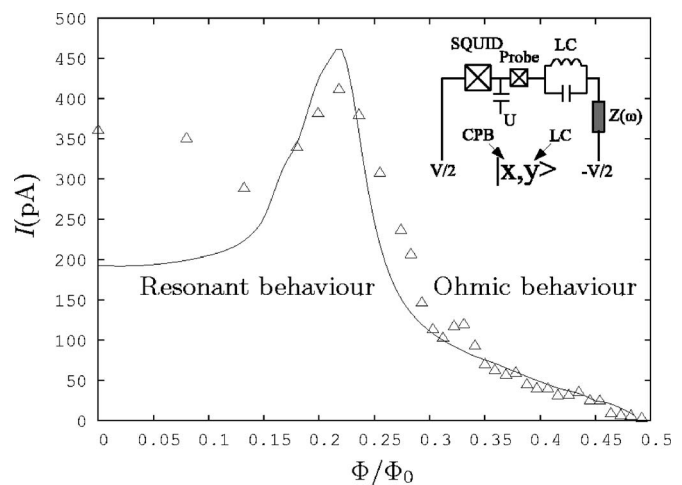 500
450
400
350
300
250
200
150
100
50
0
I(pA)
SQUID
Probe
LC
U
Z(ω)
CPB
LC
V/2
|x,y>
-V/2
Resonant behaviour
Ohmic behaviour
0 0.05 0.1 0.15 0.2 0.25 0.3 0.35 0.4 0.45 0.5
Φ/Φ₀